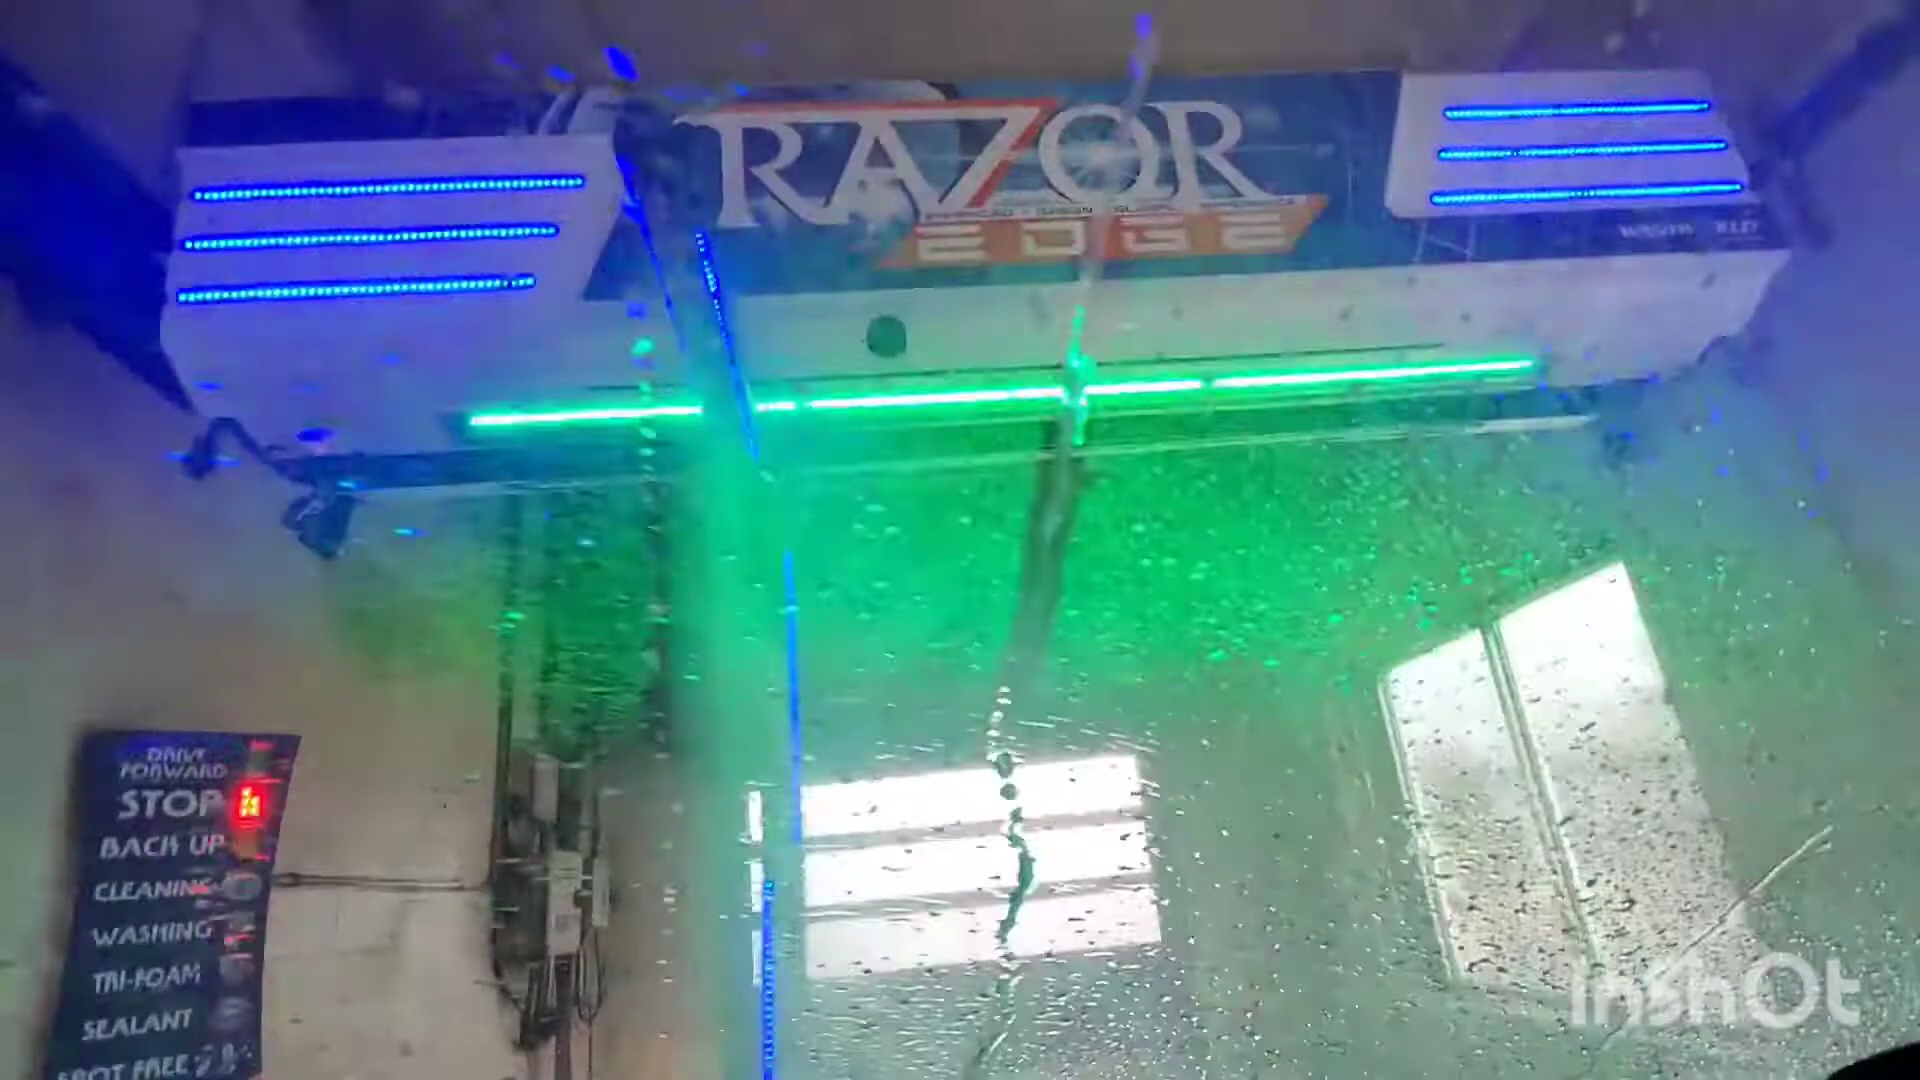 RAZOR
EDGE
DRIVE
FORWARD
STOP
BACK UP
CLEANING
WASHING
TRI-FOAM
SEALANT
SPOT FREE
InShOt